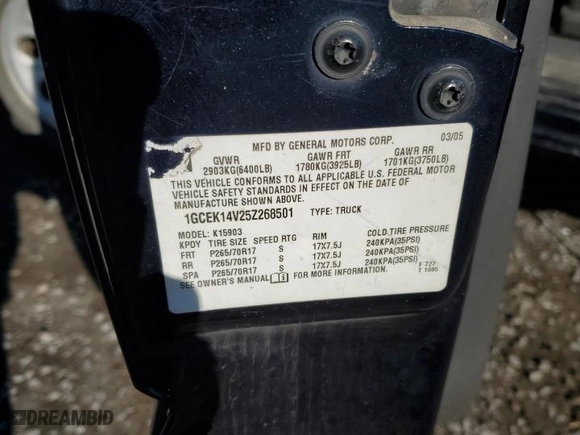 MFD BY GENERAL MOTORS CORP. 03/05
GVWR GAWR FRT GAWR RR
2903KG(6400LB) 1780KG(3925LB) 1701KG(3750LB)
THIS VEHICLE CONFORMS TO ALL APPLICABLE U.S. FEDERAL MOTOR
VEHICLE SAFETY STANDARDS IN EFFECT ON THE DATE OF
MANUFACTURE SHOWN ABOVE.
1GCEK14V25Z268501 TYPE: TRUCK
MODEL: K15903
KPDY TIRE SIZE SPEED RTG RIM COLD.TIRE PRESSURE
FRT P265/70R17 S 17X7.5J 240KPA(35PSI)
RR P265/70R17 S 17X7.5J 240KPA(35PSI)
SPA P265/70R17 S 17X7.5J 240KPA(35PSI)
SEE OWNER'S MANUAL FOR MORE INFORMATION.
F 727
T 1085
DREAMBID